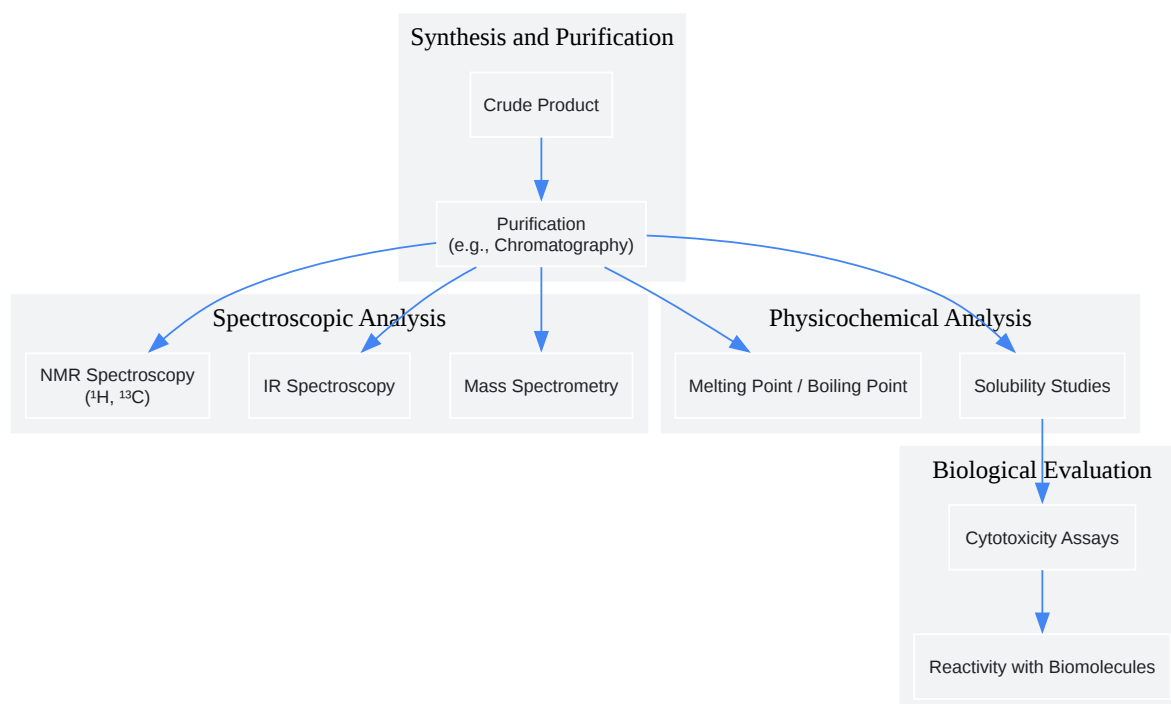 Synthesis and Purification
Crude Product
Purification
(e.g., Chromatography)
Spectroscopic Analysis
NMR Spectroscopy
(¹H, ¹³C)
IR Spectroscopy
Mass Spectrometry
Physicochemical Analysis
Melting Point / Boiling Point
Solubility Studies
Biological Evaluation
Cytotoxicity Assays
Reactivity with Biomolecules